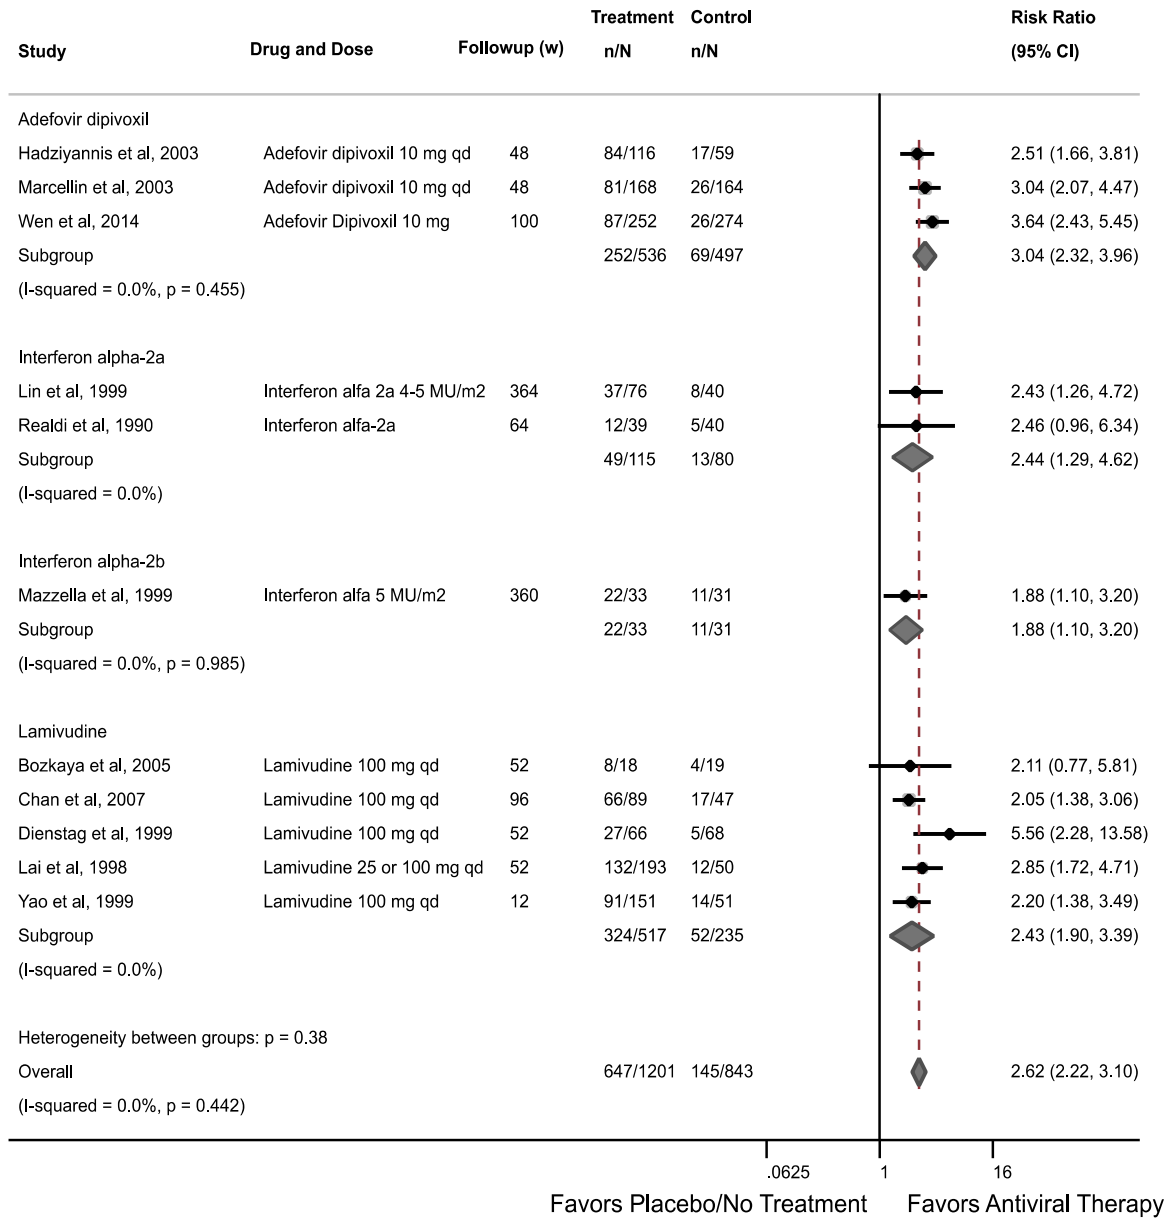 Treatment Control Risk Ratio
Study Drug and Dose Followup (w) n/N n/N (95% CI)
Adefovir dipivoxil
Hadziyannis et al, 2003 Adefovir dipivoxil 10 mg qd 48 84/116 17/59 2.51 (1.66, 3.81)
Marcellin et al, 2003 Adefovir dipivoxil 10 mg qd 48 81/168 26/164 3.04 (2.07, 4.47)
Wen et al, 2014 Adefovir Dipivoxil 10 mg 100 87/252 26/274 3.64 (2.43, 5.45)
Subgroup 252/536 69/497 3.04 (2.32, 3.96)
(I-squared = 0.0%, p = 0.455)
Interferon alpha-2a
Lin et al, 1999 Interferon alfa 2a 4-5 MU/m2 364 37/76 8/40 2.43 (1.26, 4.72)
Realdi et al, 1990 Interferon alfa-2a 64 12/39 5/40 2.46 (0.96, 6.34)
Subgroup 49/115 13/80 2.44 (1.29, 4.62)
(I-squared = 0.0%)
Interferon alpha-2b
Mazzella et al, 1999 Interferon alfa 5 MU/m2 360 22/33 11/31 1.88 (1.10, 3.20)
Subgroup 22/33 11/31 1.88 (1.10, 3.20)
(I-squared = 0.0%, p = 0.985)
Lamivudine
Bozkaya et al, 2005 Lamivudine 100 mg qd 52 8/18 4/19 2.11 (0.77, 5.81)
Chan et al, 2007 Lamivudine 100 mg qd 96 66/89 17/47 2.05 (1.38, 3.06)
Dienstag et al, 1999 Lamivudine 100 mg qd 52 27/66 5/68 5.56 (2.28, 13.58)
Lai et al, 1998 Lamivudine 25 or 100 mg qd 52 132/193 12/50 2.85 (1.72, 4.71)
Yao et al, 1999 Lamivudine 100 mg qd 12 91/151 14/51 2.20 (1.38, 3.49)
Subgroup 324/517 52/235 2.43 (1.90, 3.39)
(I-squared = 0.0%)
Heterogeneity between groups: p = 0.38
Overall 647/1201 145/843 2.62 (2.22, 3.10)
(I-squared = 0.0%, p = 0.442)
.0625 1 16
Favors Placebo/No Treatment Favors Antiviral Therapy